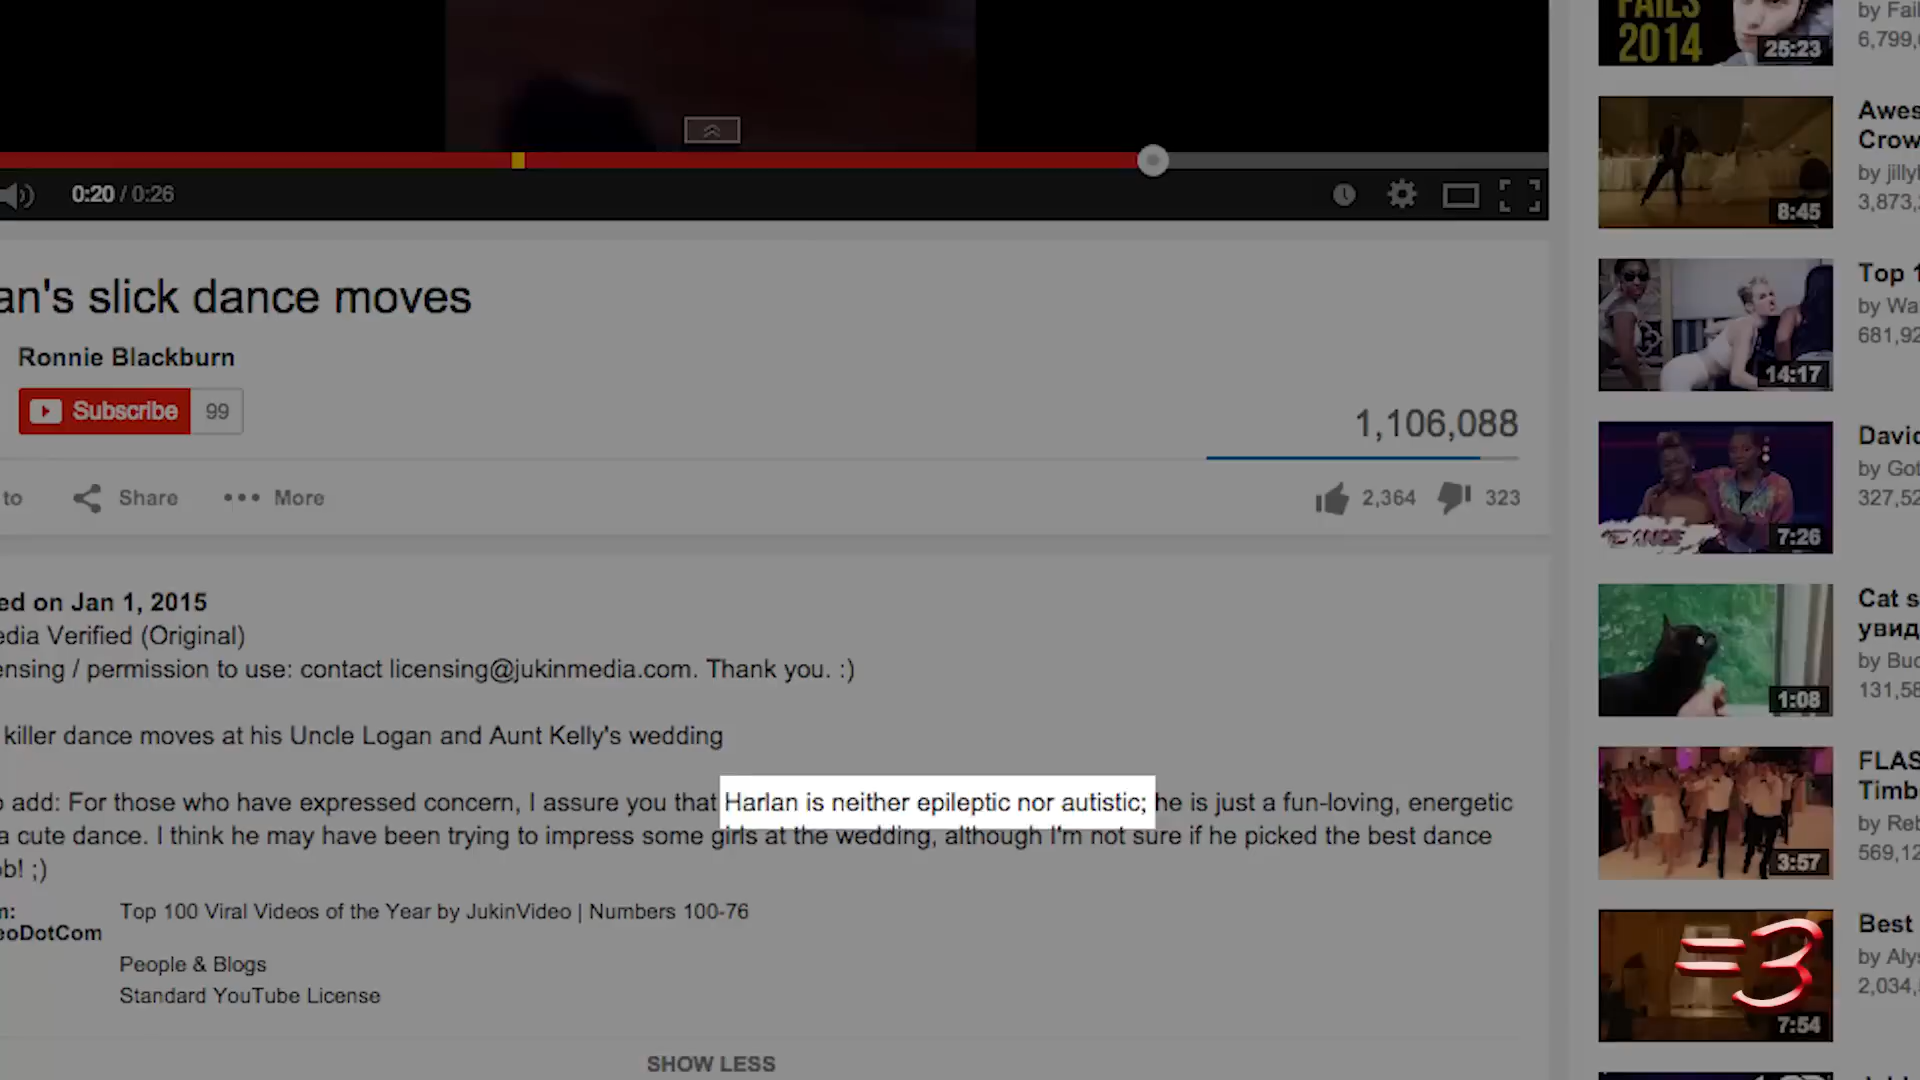 0:20 / 0:26
an's slick dance moves
Ronnie Blackburn
Subscribe 99
1,106,088
to Share More
2,364 323
ed on Jan 1, 2015
edia Verified (Original)
ensing / permission to use: contact licensing@jukinmedia.com. Thank you. :)
killer dance moves at his Uncle Logan and Aunt Kelly's wedding
o add: For those who have expressed concern, I assure you that Harlan is neither epileptic nor autistic; he is just a fun-loving, energetic
a cute dance. I think he may have been trying to impress some girls at the wedding, although I'm not sure if he picked the best dance
ob! ;)
n:
eoDotCom
Top 100 Viral Videos of the Year by JukinVideo | Numbers 100-76
People & Blogs
Standard YouTube License
SHOW LESS
FAILS
2014
25:23
by Fail
6,799,
8:45
Awes
Crow
by jillyl
3,873,
14:17
Top 1
by Wa
681,92
DANCE
7:26
David
by Got
327,52
1:08
Cat s
увид
by Buc
131,58
3:57
FLAS
Timb
by Reb
569,12
=3
7:54
Best
by Alys
2,034,